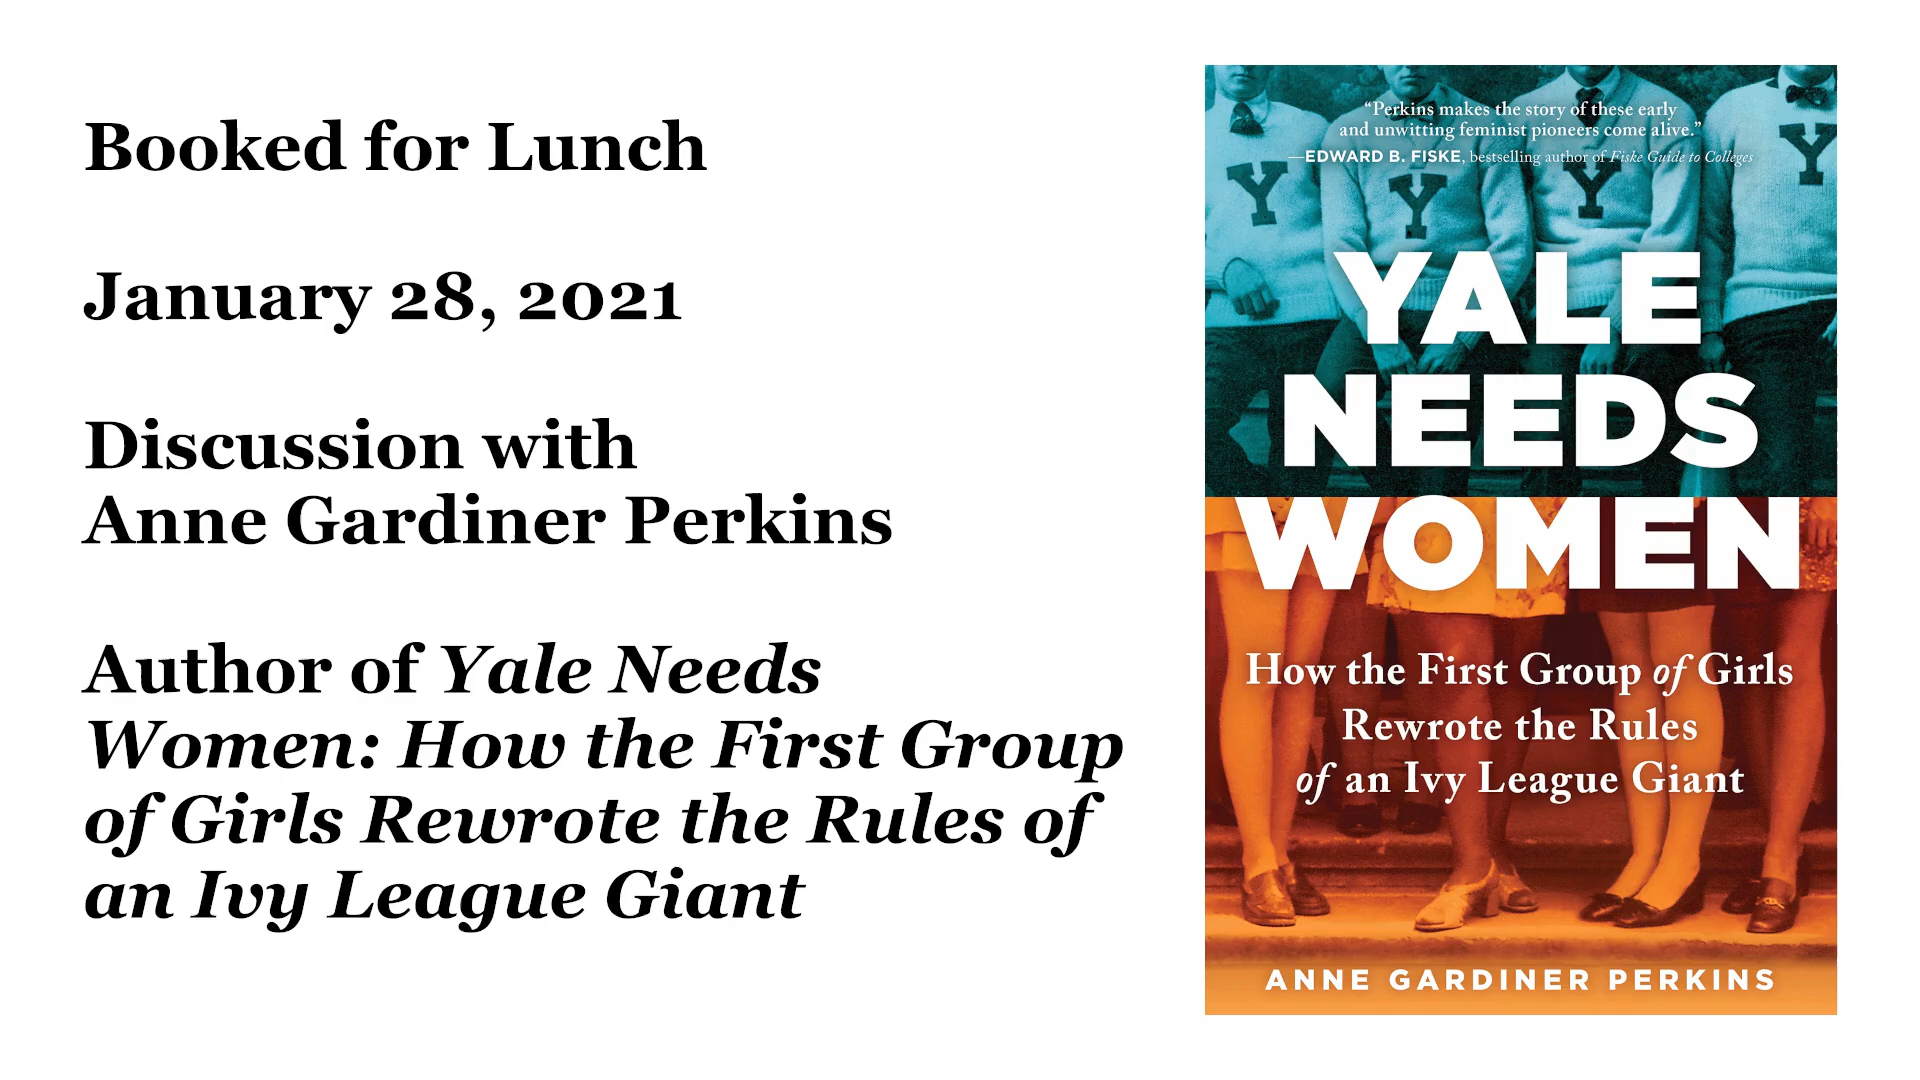 Booked for Lunch
January 28, 2021
Discussion with
Anne Gardiner Perkins
Author of Yale Needs
Women: How the First Group
of Girls Rewrote the Rules of
an Ivy League Giant
“Perkins makes the story of these early
and unwitting feminist pioneers come alive.”
—EDWARD B. FISKE, bestselling author of Fiske Guide to Colleges
Y Y Y Y
YALE
NEEDS
WOMEN
How the First Group of Girls
Rewrote the Rules
of an Ivy League Giant
ANNE GARDINER PERKINS